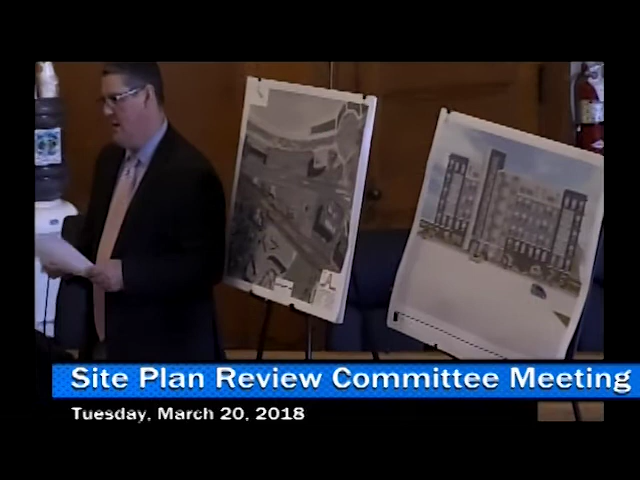 Site Plan Review Committee Meeting
Tuesday, March 20, 2018